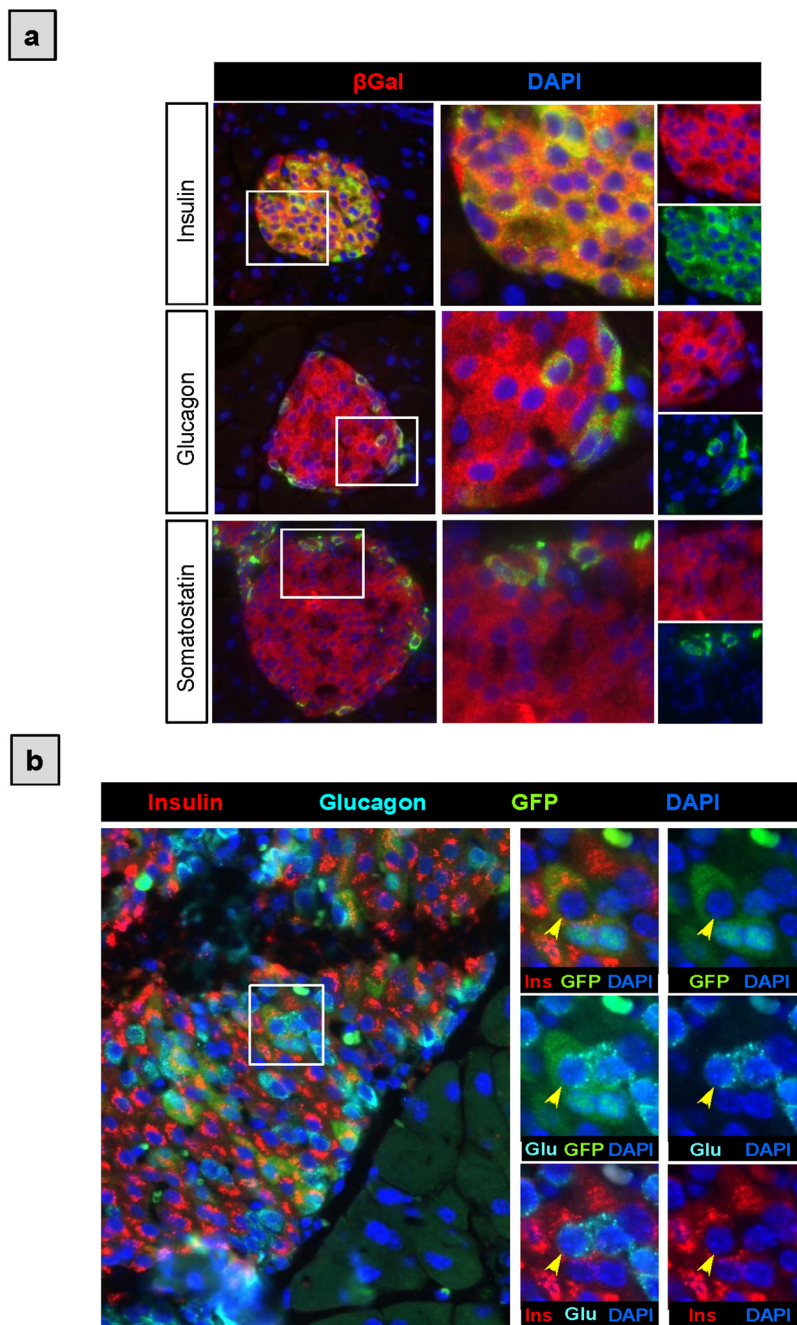 a
βGal DAPI
Insulin
Glucagon
Somatostatin
b
Insulin Glucagon GFP DAPI
Ins GFP DAPI
GFP DAPI
Glu GFP DAPI
Glu DAPI
Ins Glu DAPI
Ins DAPI